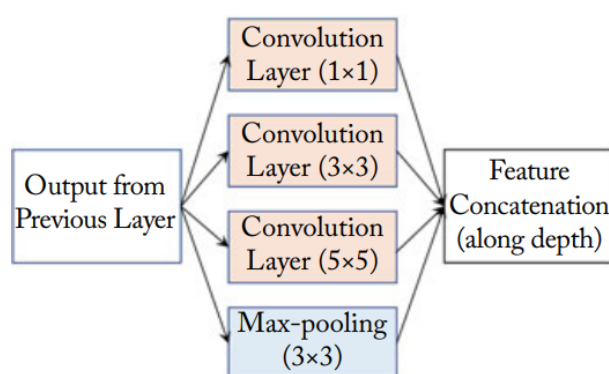 Output from
Previous Layer
Convolution
Layer (1×1)
Convolution
Layer (3×3)
Convolution
Layer (5×5)
Max-pooling
(3×3)
Feature
Concatenation
(along depth)